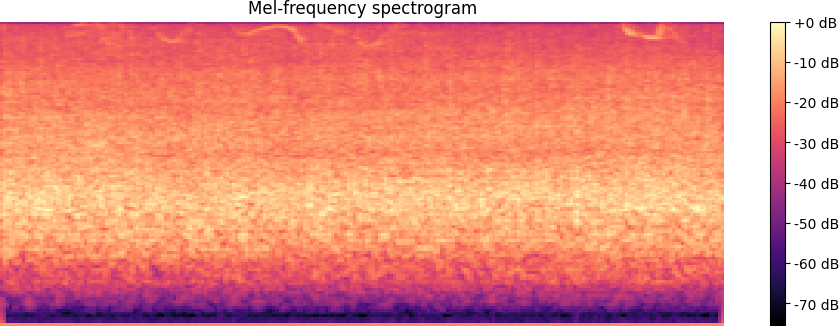 Mel-frequency spectrogram
+0 dB
-10 dB
-20 dB
-30 dB
-40 dB
-50 dB
-60 dB
-70 dB